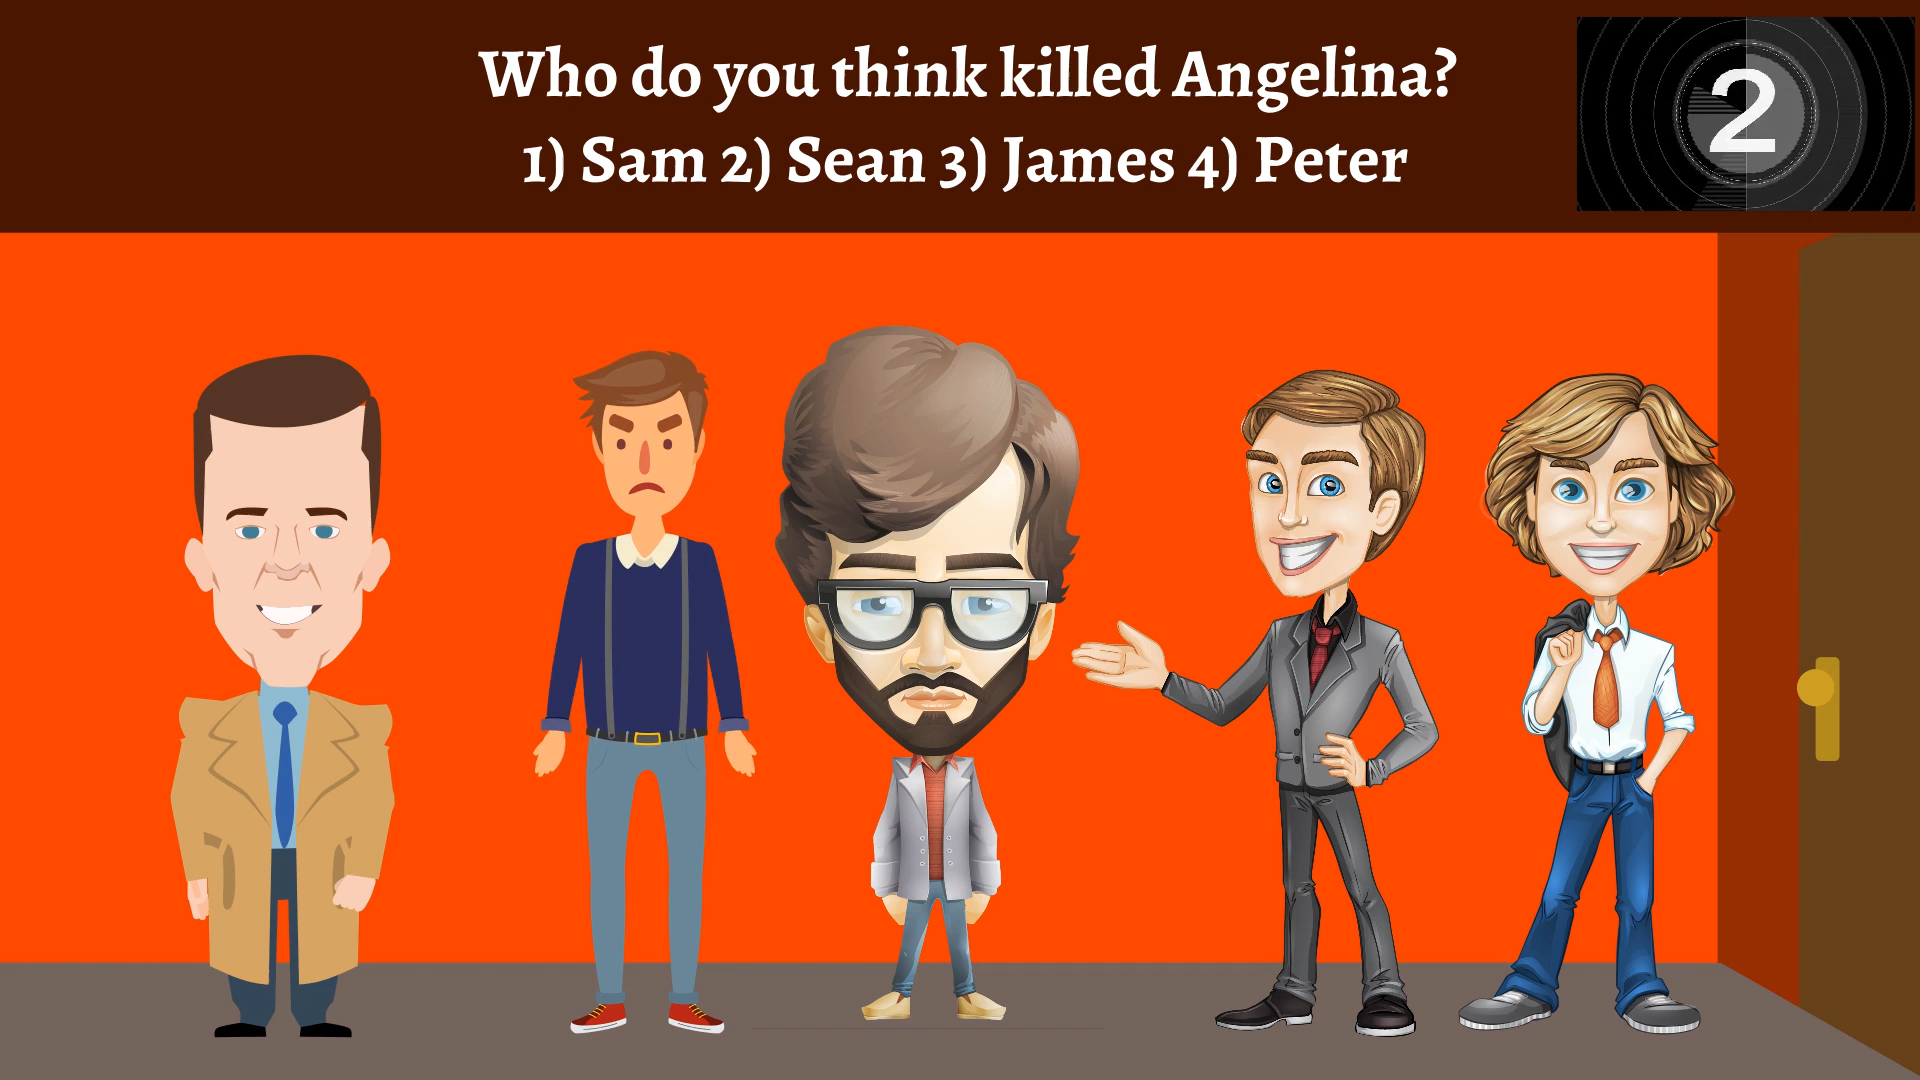 Who do you think killed Angelina?
1) Sam 2) Sean 3) James 4) Peter
2